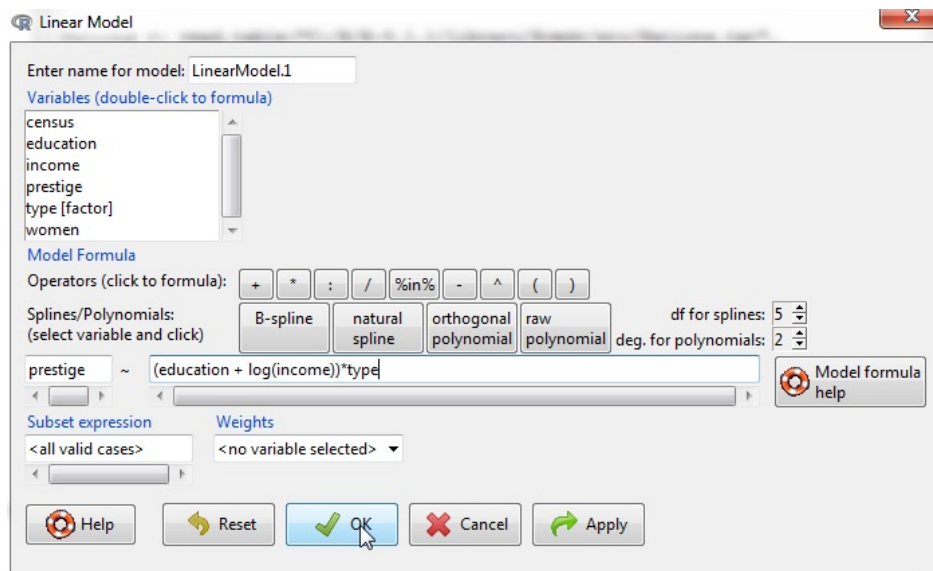 Linear Model
Enter name for model: LinearModel.1
Variables (double-click to formula)
census
education
income
prestige
type [factor]
women
Model Formula
Operators (click to formula): + * : / %in% - ^ ( )
Splines/Polynomials:
(select variable and click)
B-spline
natural
spline
orthogonal
polynomial
raw
polynomial
df for splines: 5
deg. for polynomials: 2
prestige ~ (education + log(income))*type
Model formula
help
Subset expression Weights
<all valid cases> <no variable selected>
Help Reset OK Cancel Apply